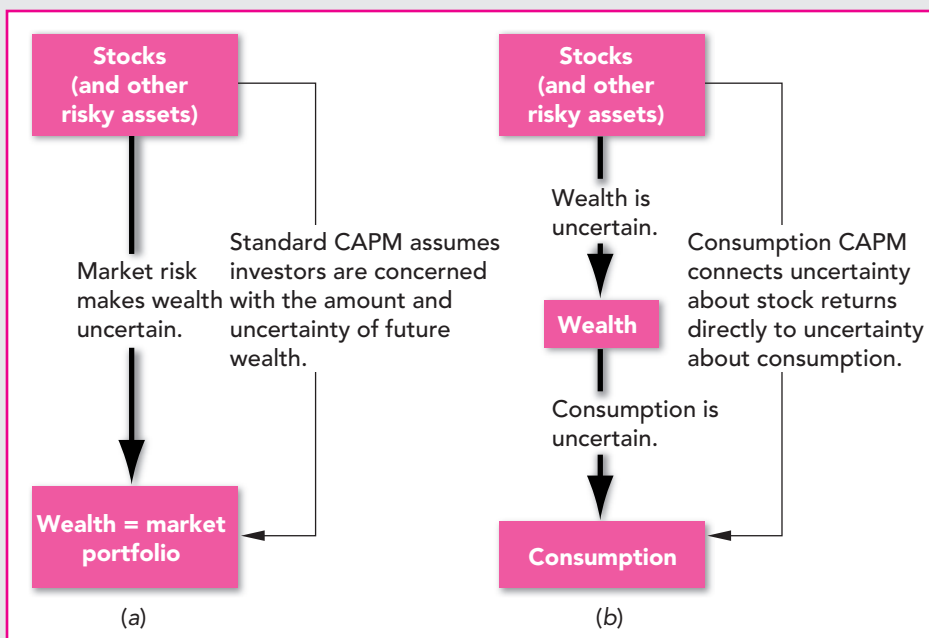 Stocks
(and other
risky assets)
Market risk
makes wealth
uncertain.
Standard CAPM assumes
investors are concerned
with the amount and
uncertainty of future
wealth.
Wealth = market
portfolio
(a)
Stocks
(and other
risky assets)
Wealth is
uncertain.
Wealth
Consumption is
uncertain.
Consumption CAPM
connects uncertainty
about stock returns
directly to uncertainty
about consumption.
Consumption
(b)